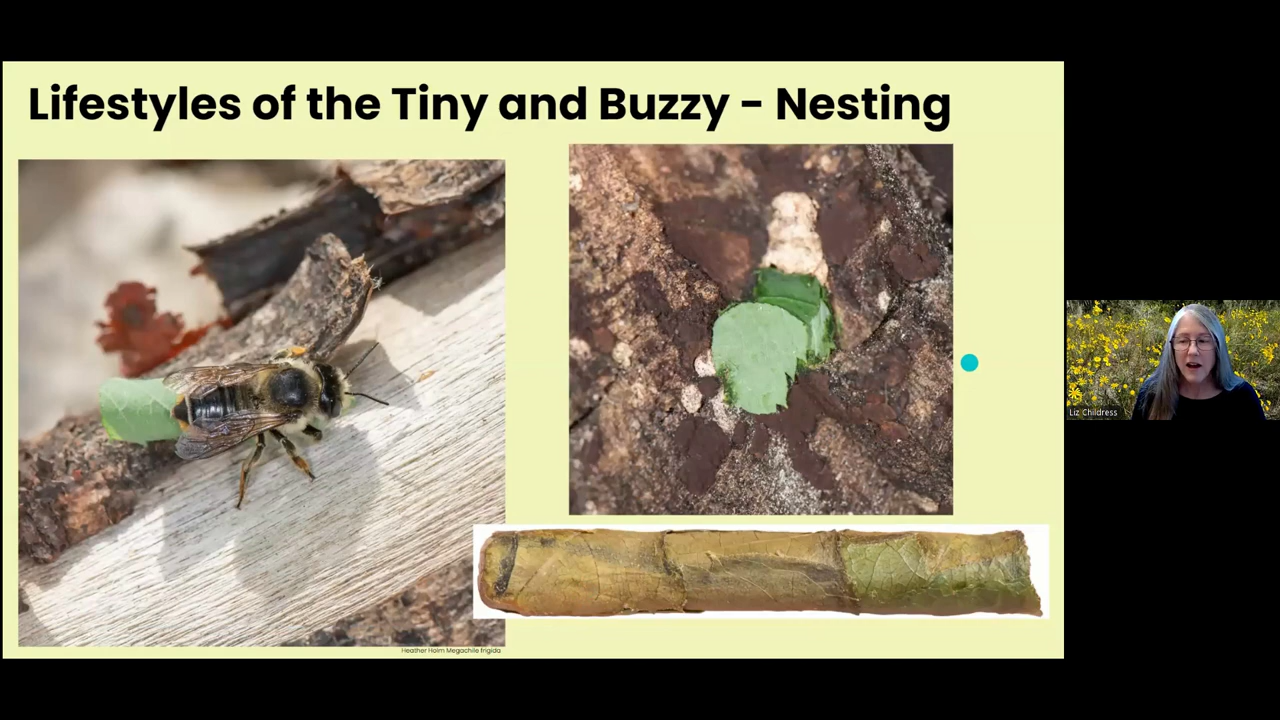 Lifestyles of the Tiny and Buzzy - Nesting
Heather Holm Megachile frigida
Liz Childress